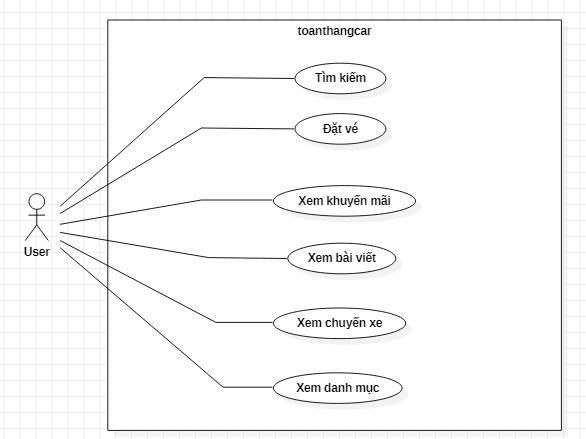 toanthangcar
Tìm kiếm
Đặt vé
Xem khuyến mãi
User
Xem bài viết
Xem chuyến xe
Xem danh mục